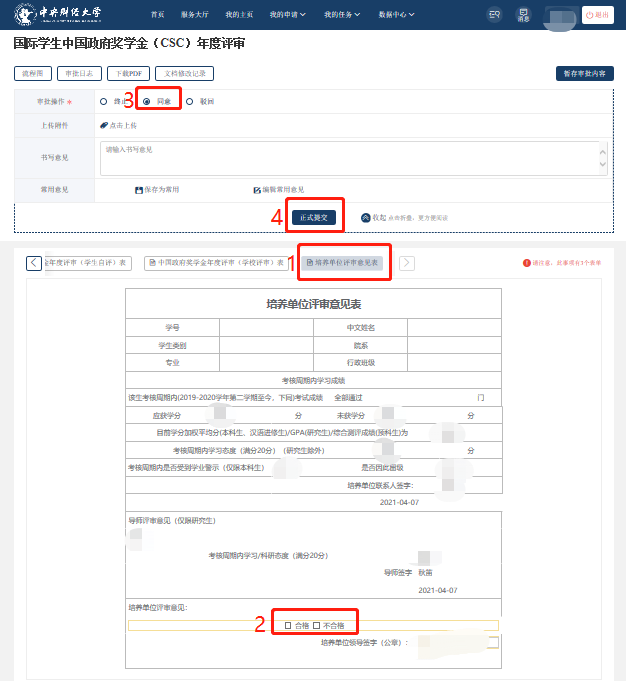 中央财经大学
首页 服务大厅 我的主页 我的申请 我的任务 数据中心 消息 退出
国际学生中国政府奖学金（CSC）年度评审
流程图 审批日志 下载PDF 文档修改记录 暂存审批内容
审批操作 * 3 终止 同意 驳回
上传附件 点击上传
书写意见 请输入书写意见
常用意见 保存为常用 编辑常用意见
4 正式提交 收起 点击折叠，更方便阅读
金年度评审（学生自评）表 中国政府奖学金年度评审（学校评审）表 1 培养单位评审意见表 请注意，此事项有3个表单
培养单位评审意见表
学号 中文姓名
学生类别 院系
专业 行政班级
考核周期内学习成绩
该生考核周期内(2019-2020学年第二学期至今，下同)考试成绩 全部通过 门
应获学分 分 未获学分 分
目前学分加权平均分(本科生、汉语进修生)/GPA(研究生)/综合测评成绩(预科生)为
考核周期内学习态度（满分20分）（研究生除外） 分
考核周期内是否受到学业警示（仅限本科生） 是否因此留级
培养单位联系人签字：
2021-04-07
导师评审意见（仅限研究生）
考核周期内学习/科研态度（满分20分）
导师签字 秋笛
2021-04-07
培养单位评审意见:
2 合格 不合格
培养单位领导签字（公章）：